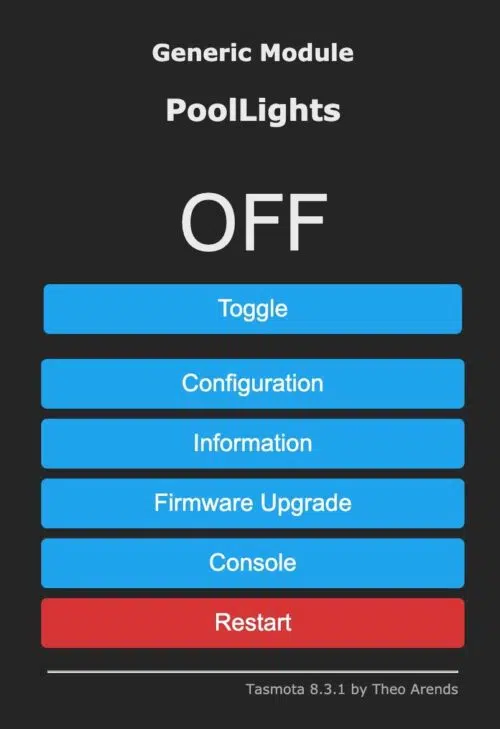 Generic Module
PoolLights
OFF
Toggle
Configuration
Information
Firmware Upgrade
Console
Restart
Tasmota 8.3.1 by Theo Arends